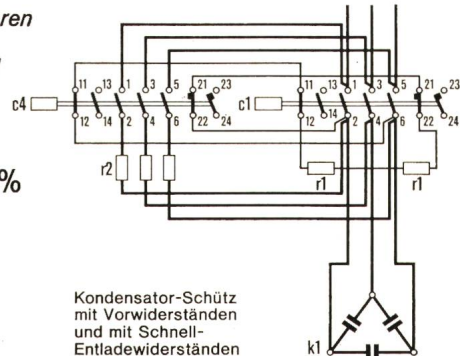 ren
%
11 13 1 3 5 21 23
11 13 1 3 5 21 23
c4
c1
12 14 2 4 6 22 24
12 14 2 4 6 22 24
r2
r1
r1
Kondensator-Schütz
mit Vorwiderständen
und mit Schnell-
Entladewiderständen
k1